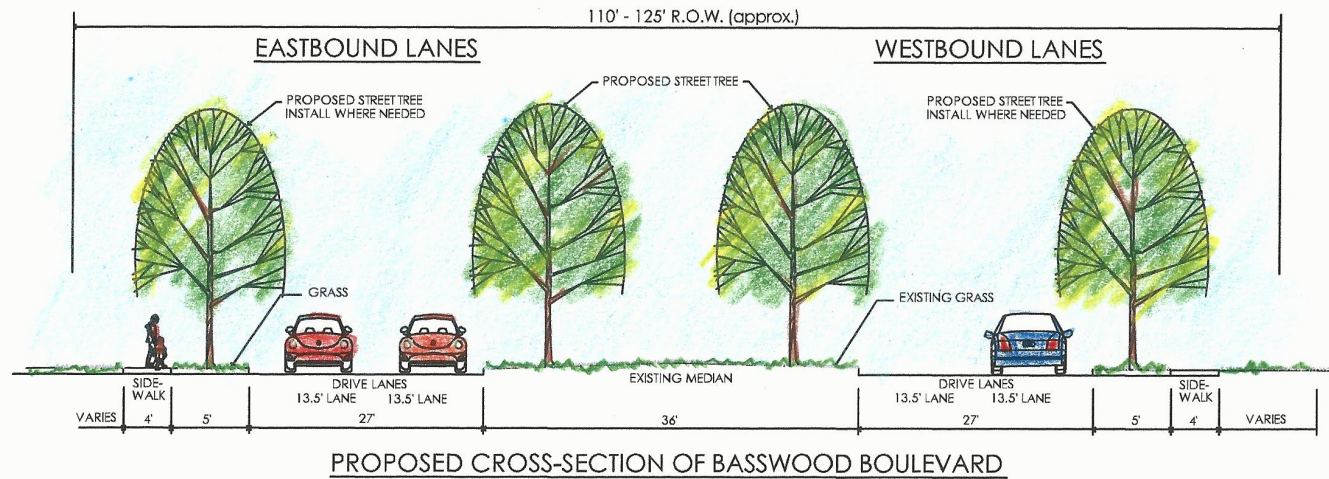 110' - 125' R.O.W. (approx.)
EASTBOUND LANES
WESTBOUND LANES
PROPOSED STREET TREE
INSTALL WHERE NEEDED
PROPOSED STREET TREE
PROPOSED STREET TREE
INSTALL WHERE NEEDED
GRASS
EXISTING GRASS
SIDE-
WALK
DRIVE LANES
13.5' LANE 13.5' LANE
EXISTING MEDIAN
DRIVE LANES
13.5' LANE 13.5' LANE
SIDE-
WALK
VARIES 4' 5' 27' 36' 27' 5' 4' VARIES
PROPOSED CROSS-SECTION OF BASSWOOD BOULEVARD